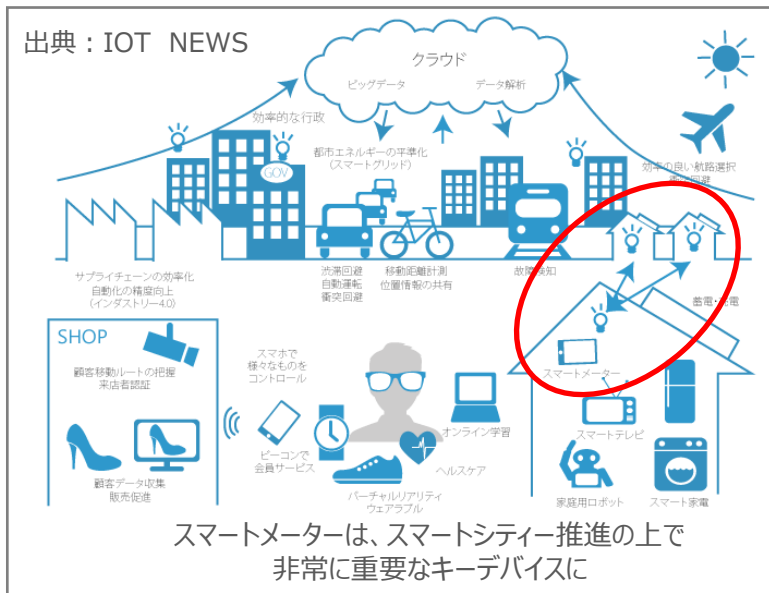 出典：IOT NEWS
クラウド
ビッグデータ
データ解析
効率的な行政
都市エネルギーの平準化
（スマートグリッド）
GOV
効率の良い航路選択
サプライチェーンの効率化
自動化の精度向上
（インダストリー4.0）
渋滞回避
自動運転
衝突回避
移動距離計測
位置情報の共有
故障検知
蓄電・
SHOP
顧客移動ルートの把握
来店者認証
スマホで
様々なものを
コントロール
スマートメーター
オンライン学習
スマートテレビ
ビーコンで
会員サービス
ヘルスケア
顧客データ収集
販売促進
バーチャルリアリティ
ウェアラブル
家庭用ロボット
スマート家電
スマートメーターは、スマートシティー推進の上で
非常に重要なキーデバイスに